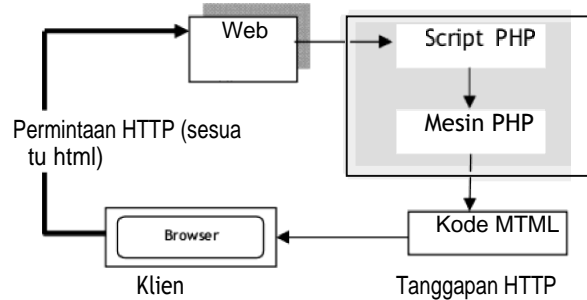 Web
Script PHP
Mesin PHP
Permintaan HTTP (sesua
tu html)
Kode MTML
Browser
Klien
Tanggapan HTTP